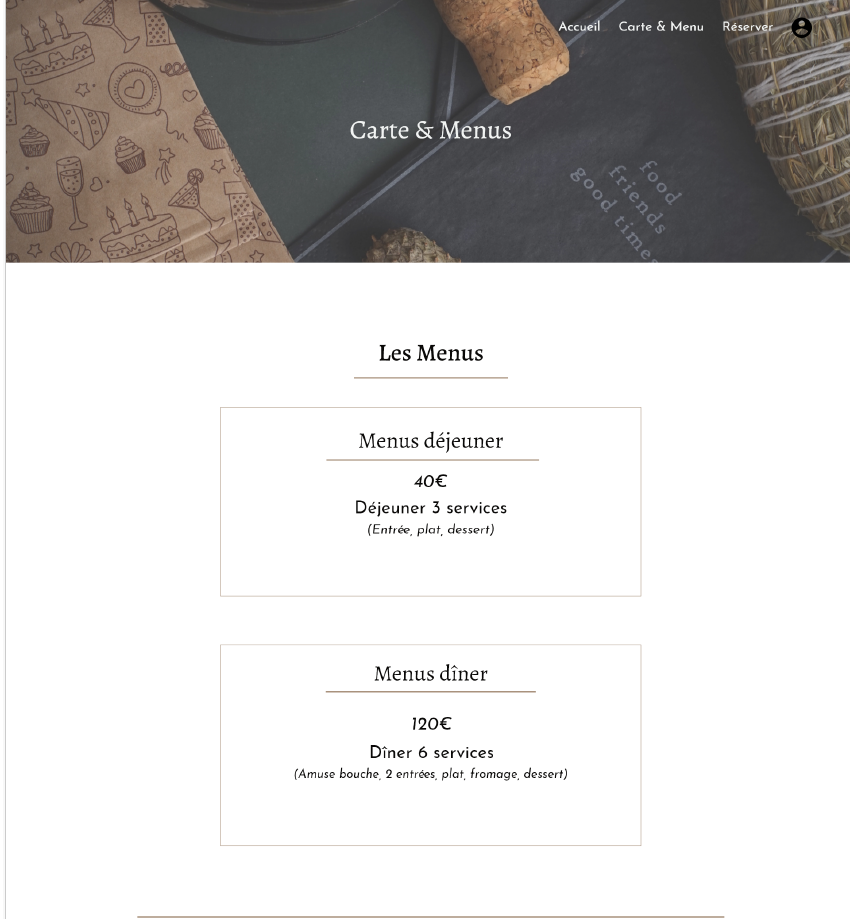 Accueil Carte & Menu Réserver
Carte & Menus
food
friends
good times
Les Menus
Menus déjeuner
40€
Déjeuner 3 services
(Entrée, plat, dessert)
Menus dîner
120€
Dîner 6 services
(Amuse bouche, 2 entrées, plat, fromage, dessert)